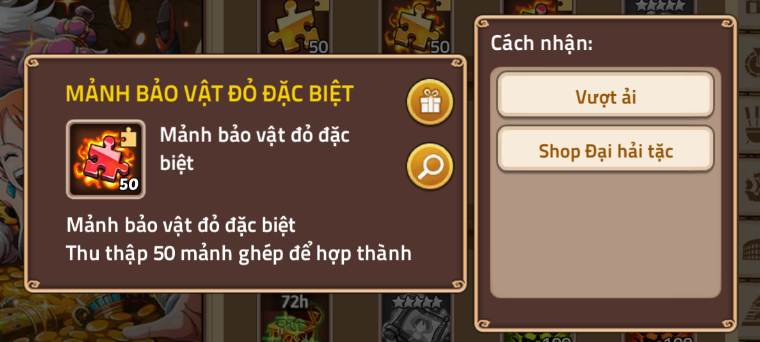 50
50
Cách nhận:
MẢNH BẢO VẬT ĐỎ ĐẶC BIỆT
Vượt ải
Mảnh bảo vật đỏ đặc
biệt
50
Shop Đại hải tặc
Mảnh bảo vật đỏ đặc biệt
Thu thập 50 mảnh ghép để hợp thành
72h